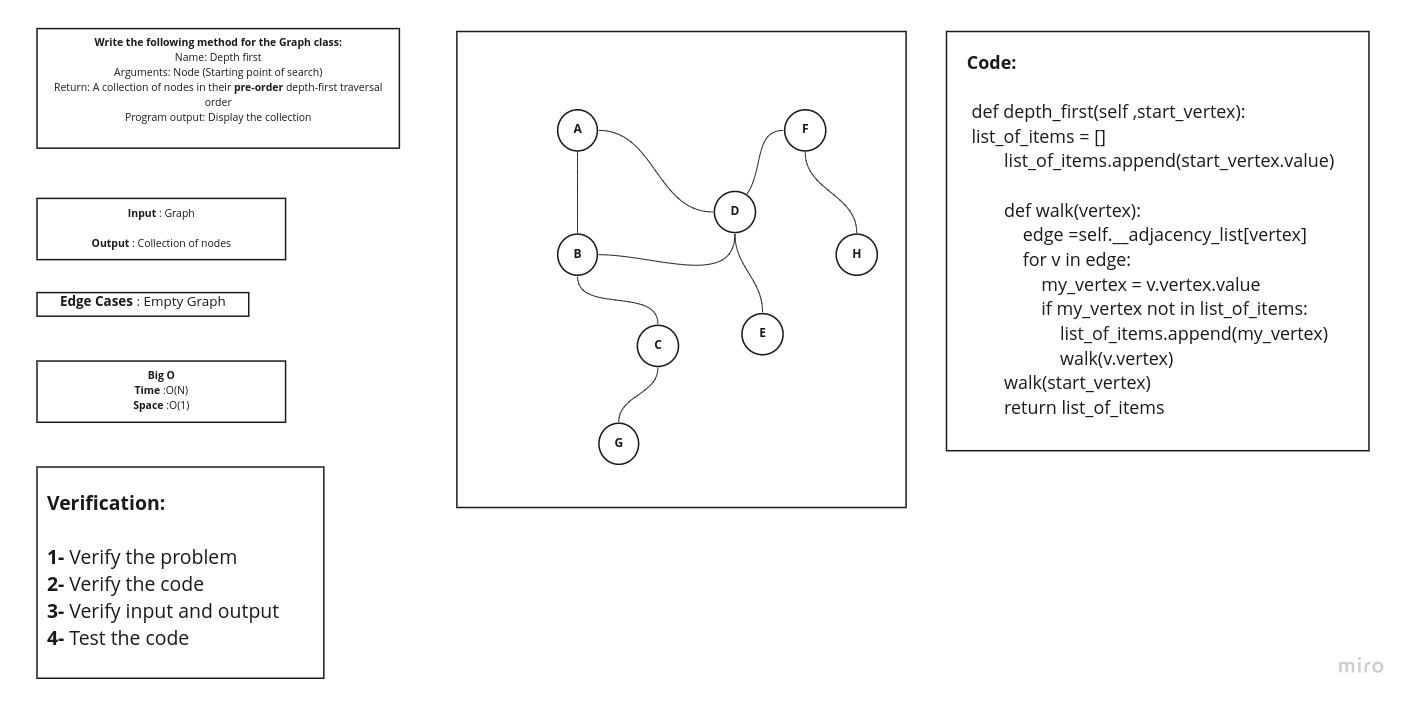 Write the following method for the Graph class:
Name: Depth first
Arguments: Node (Starting point of search)
Return: A collection of nodes in their pre-order depth-first traversal
order
Program output: Display the collection
Input : Graph
Output : Collection of nodes
Edge Cases : Empty Graph
Big O
Time :O(N)
Space :O(1)
Verification:
1- Verify the problem
2- Verify the code
3- Verify input and output
4- Test the code
A
F
D
B
H
E
C
G
Code:
def depth_first(self ,start_vertex):
list_of_items = []
list_of_items.append(start_vertex.value)
def walk(vertex):
edge =self.__adjacency_list[vertex]
for v in edge:
my_vertex = v.vertex.value
if my_vertex not in list_of_items:
list_of_items.append(my_vertex)
walk(v.vertex)
walk(start_vertex)
return list_of_items
miro